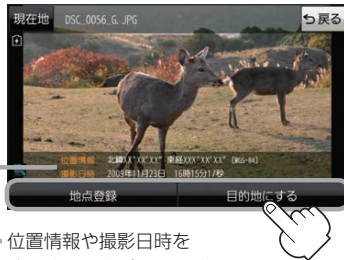 現在地 DSC_0056_G.JPG 戻る
位置情報 北緯XX°XX'XX" 東経XXX°XX'XX" [WGS-84]
撮影日時 2009年11月23日 16時15分17秒
地点登録 目的地にする
位置情報や撮影日時を